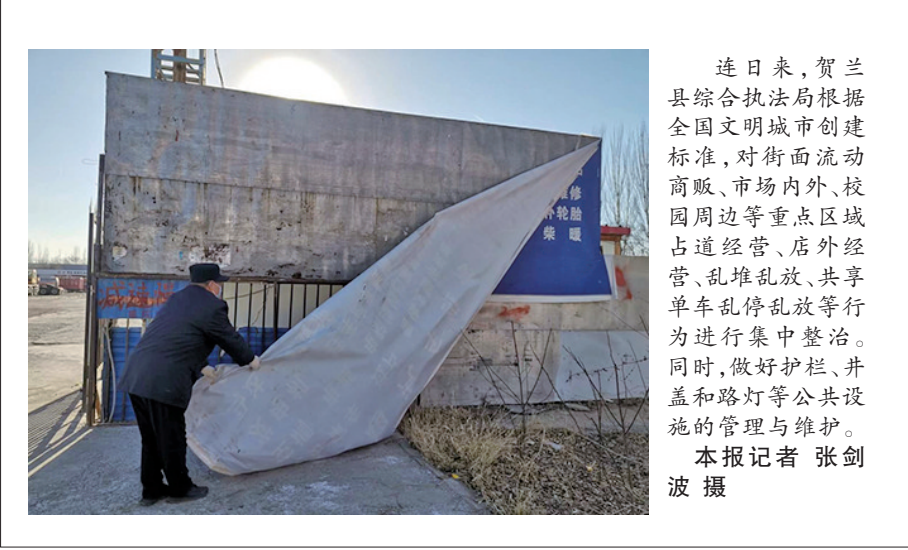 修
轮胎
柴暖
连日来，贺兰
县综合执法局根据
全国文明城市创建
标准，对街面流动
商贩、市场内外、校
园周边等重点区域
占道经营、店外经
营、乱堆乱放、共享
单车乱停乱放等行
为进行集中整治。
同时，做好护栏、井
盖和路灯等公共设
施的管理与维护。
本报记者 张剑
波 摄